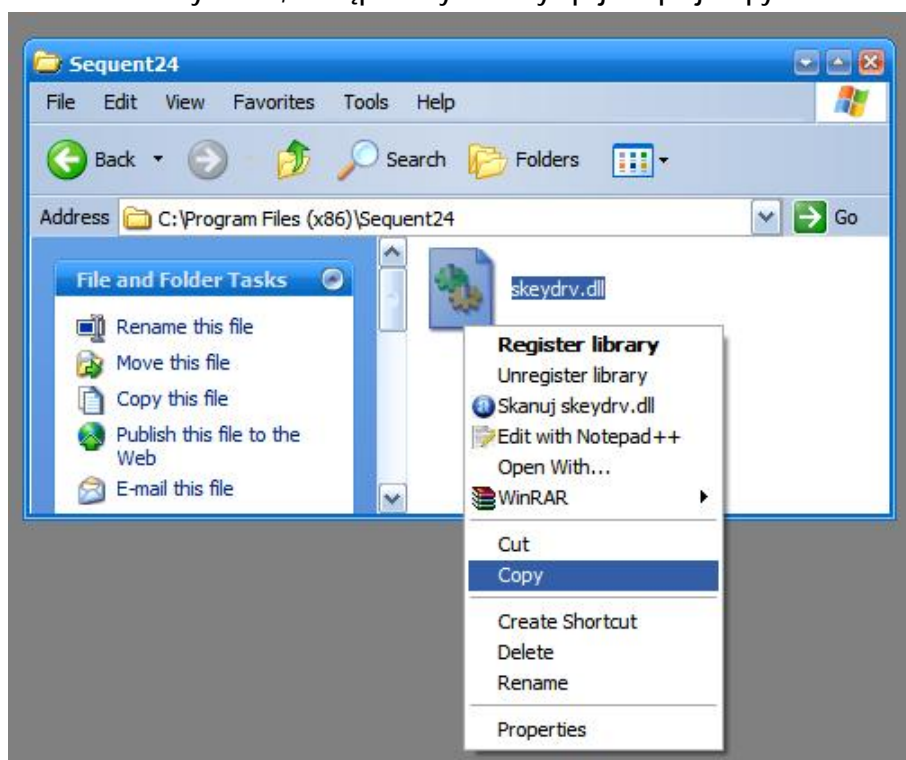 Sequent24
File Edit View Favorites Tools Help
Back Search Folders
Address C:\Program Files (x86)\Sequent24 Go
File and Folder Tasks
Rename this file
Move this file
Copy this file
Publish this file to the
Web
E-mail this file
skeydrv.dll
Register library
Unregister library
Skanuj skeydrv.dll
Edit with Notepad++
Open With...
WinRAR
Cut
Copy
Create Shortcut
Delete
Rename
Properties